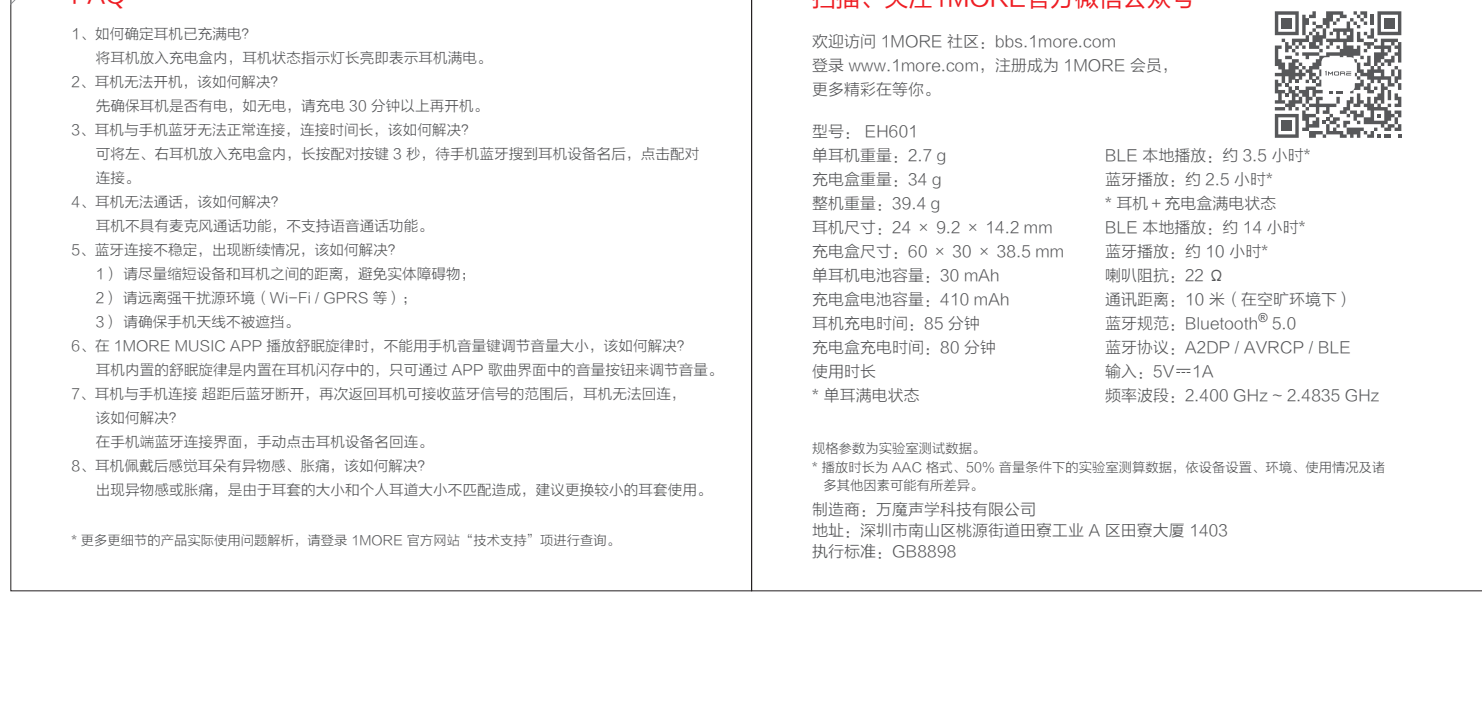 FAQ
1、如何确定耳机已充满电?
将耳机放入充电盒内，耳机状态指示灯长亮即表示耳机满电。
2、耳机无法开机，该如何解决?
先确保耳机是否有电，如无电，请充电 30 分钟以上再开机。
3、耳机与手机蓝牙无法正常连接，连接时间长，该如何解决?
可将左、右耳机放入充电盒内，长按配对按键 3 秒，待手机蓝牙搜到耳机设备名后，点击配对
连接。
4、耳机无法通话，该如何解决?
耳机不具有麦克风通话功能，不支持语音通话功能。
5、蓝牙连接不稳定，出现断续情况，该如何解决?
1） 请尽量缩短设备和耳机之间的距离，避免实体障碍物；
2） 请远离强干扰源环境（Wi-Fi / GPRS 等）；
3） 请确保手机天线不被遮挡。
6、在 1MORE MUSIC APP 播放舒眠旋律时，不能用手机音量键调节音量大小，该如何解决?
耳机内置的舒眠旋律是内置在耳机闪存中的，只可通过 APP 歌曲界面中的音量按钮来调节音量。
7、耳机与手机连接 超距后蓝牙断开，再次返回耳机可接收蓝牙信号的范围后，耳机无法回连，
该如何解决?
在手机端蓝牙连接界面，手动点击耳机设备名回连。
8、耳机佩戴后感觉耳朵有异物感、胀痛，该如何解决?
出现异物感或胀痛，是由于耳套的大小和个人耳道大小不匹配造成，建议更换较小的耳套使用。
* 更多更细节的产品实际使用问题解析，请登录 1MORE 官方网站“技术支持”项进行查询。
扫描、关注1MORE官方微信公众号
欢迎访问 1MORE 社区：bbs.1more.com
登录 www.1more.com，注册成为 1MORE 会员，
更多精彩在等你。
1MORE
型号： EH601
单耳机重量：2.7 g
充电盒重量：34 g
整机重量：39.4 g
耳机尺寸：24 × 9.2 × 14.2 mm
充电盒尺寸：60 × 30 × 38.5 mm
单耳机电池容量：30 mAh
充电盒电池容量：410 mAh
耳机充电时间：85 分钟
充电盒充电时间：80 分钟
使用时长
* 单耳满电状态
BLE 本地播放：约 3.5 小时*
蓝牙播放：约 2.5 小时*
* 耳机 + 充电盒满电状态
BLE 本地播放：约 14 小时*
蓝牙播放：约 10 小时*
喇叭阻抗：22 Ω
通讯距离：10 米（在空旷环境下）
蓝牙规范：Bluetooth® 5.0
蓝牙协议：A2DP / AVRCP / BLE
输入：5V⎓1A
频率波段：2.400 GHz ~ 2.4835 GHz
规格参数为实验室测试数据。
* 播放时长为 AAC 格式、50% 音量条件下的实验室测算数据，依设备设置、环境、使用情况及诸
多其他因素可能有所差异。
制造商：万魔声学科技有限公司
地址：深圳市南山区桃源街道田寮工业 A 区田寮大厦 1403
执行标准：GB8898